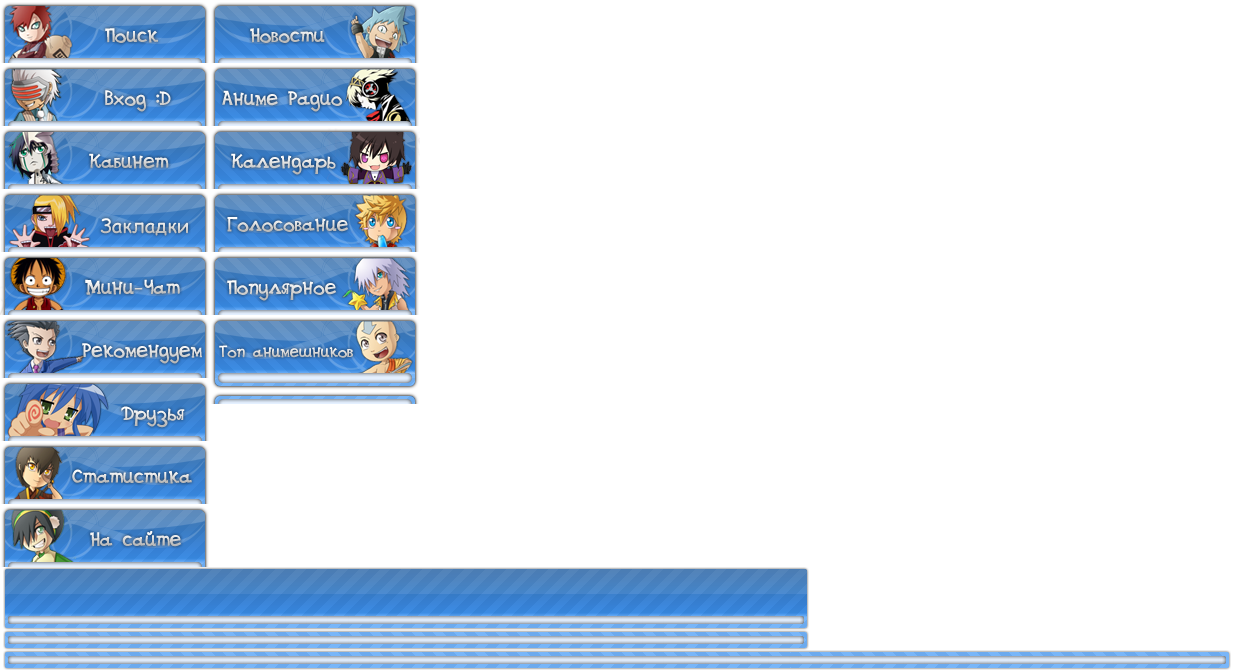 Поиск
Вход :D
Кабинет
Закладки
Мини-Чат
Рекомендуем
Друзья
Статистика
На сайте
Новости
Аниме Радио
Календарь
Голосование
Популярное
Топ анимешников